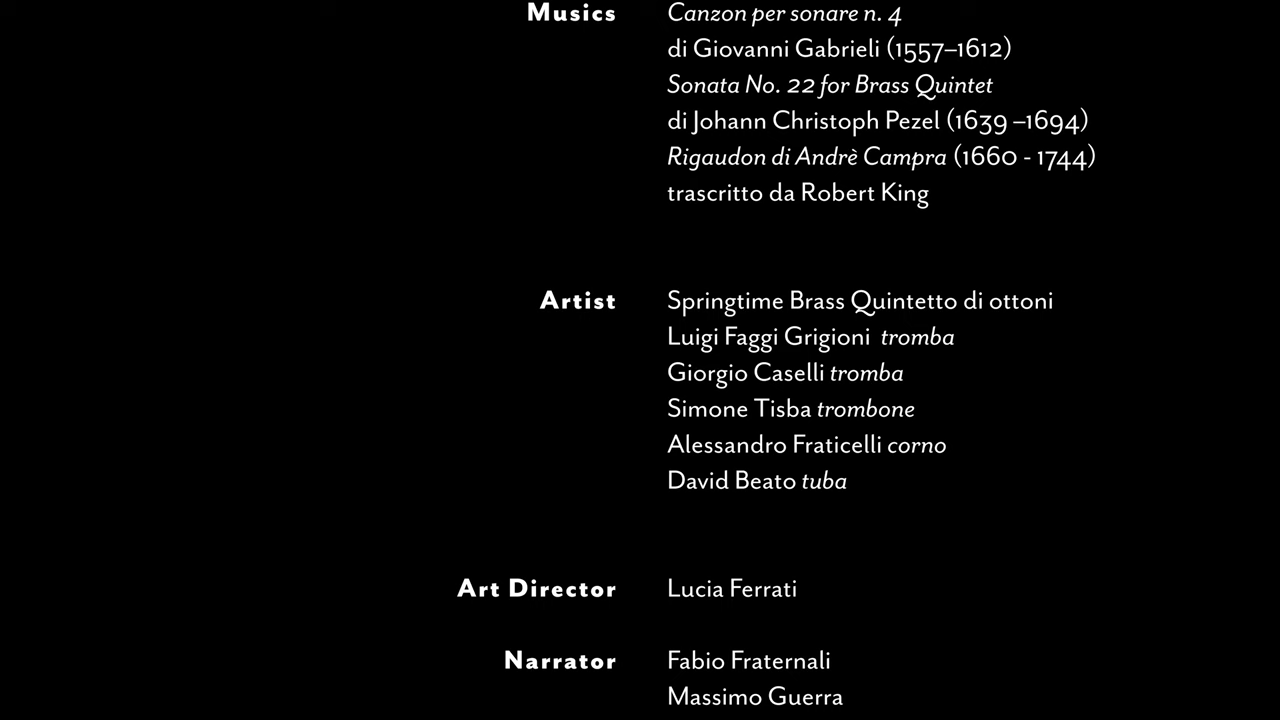 Musics Canzon per sonare n. 4
di Giovanni Gabrieli (1557–1612)
Sonata No. 22 for Brass Quintet
di Johann Christoph Pezel (1639 –1694)
Rigaudon di Andrè Campra (1660 - 1744)
trascritto da Robert King
Artist Springtime Brass Quintetto di ottoni
Luigi Faggi Grigioni tromba
Giorgio Caselli tromba
Simone Tisba trombone
Alessandro Fraticelli corno
David Beato tuba
Art Director Lucia Ferrati
Narrator Fabio Fraternali
Massimo Guerra